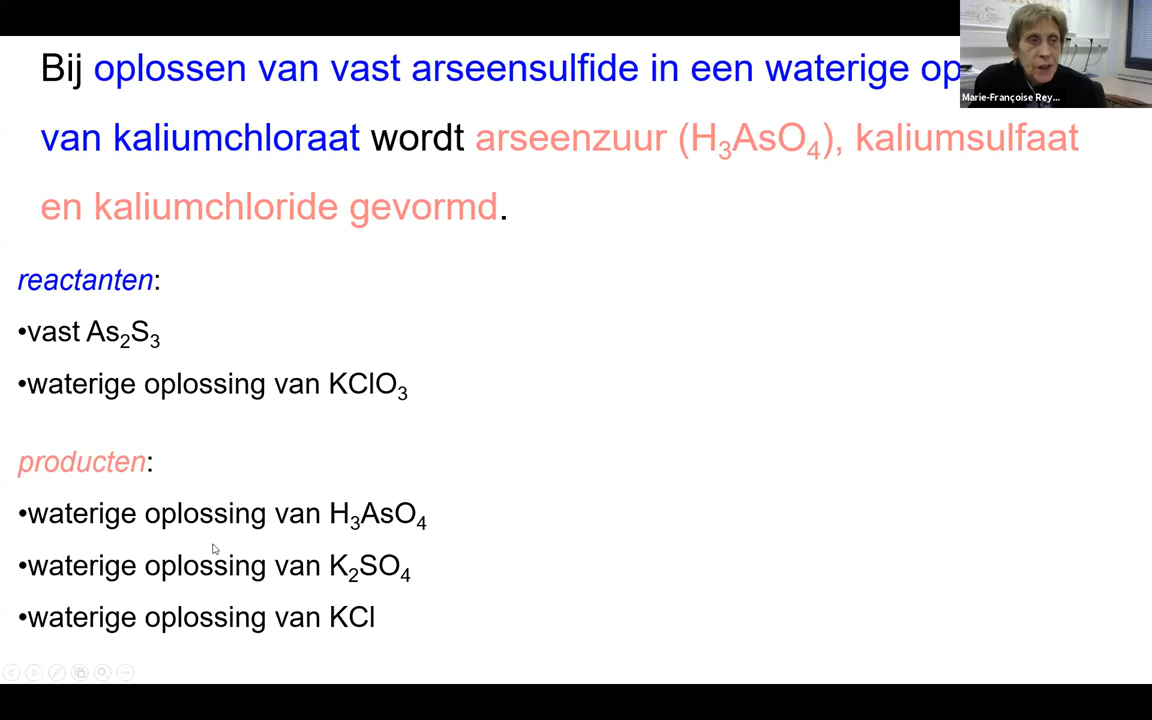 Bij oplossen van vast arseensulfide in een waterige op
van kaliumchloraat wordt arseenzuur (H₃AsO₄), kaliumsulfaat
en kaliumchloride gevormd.
reactanten:
•vast As₂S₃
•waterige oplossing van KClO₃
producten:
•waterige oplossing van H₃AsO₄
•waterige oplossing van K₂SO₄
•waterige oplossing van KCl
Marie-Françoise Rey...